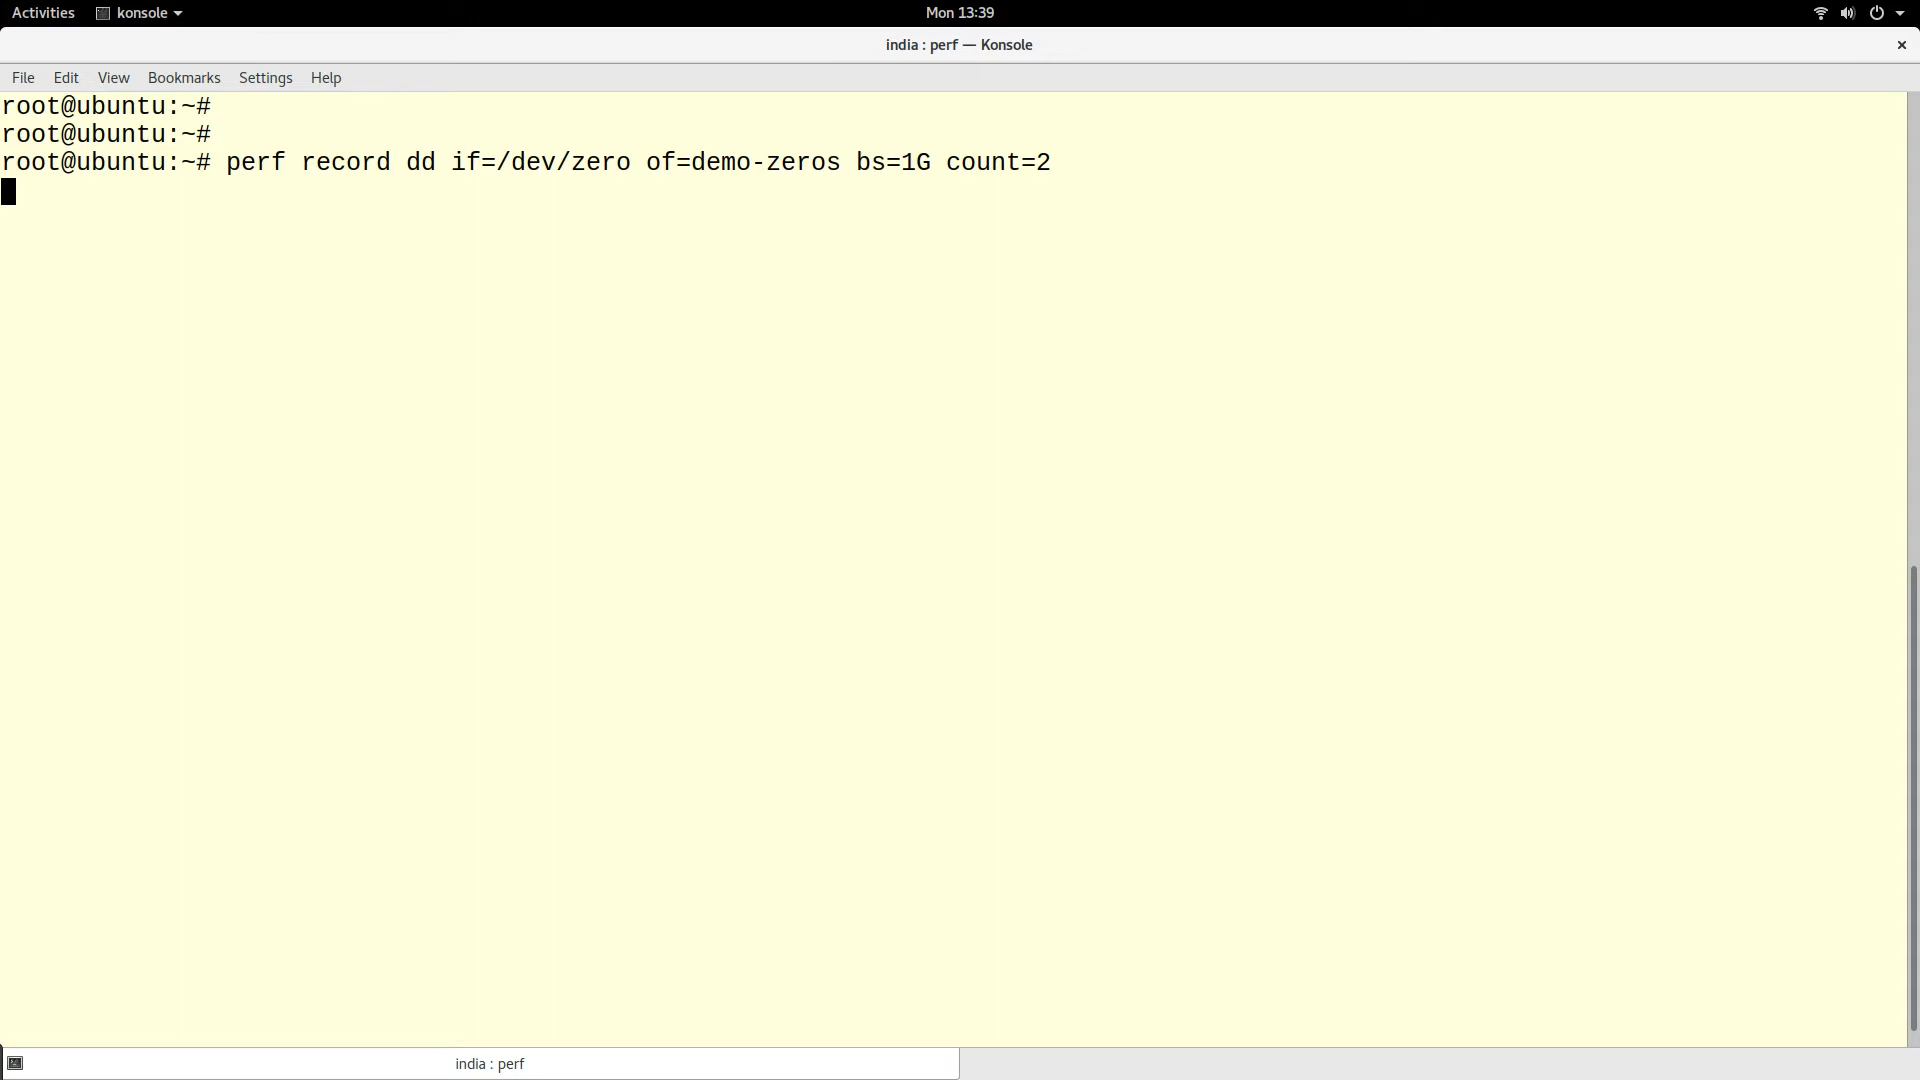 Activities konsole Mon 13:39
india : perf — Konsole
File Edit View Bookmarks Settings Help
root@ubuntu:~#
root@ubuntu:~#
root@ubuntu:~# perf record dd if=/dev/zero of=demo-zeros bs=1G count=2
india : perf